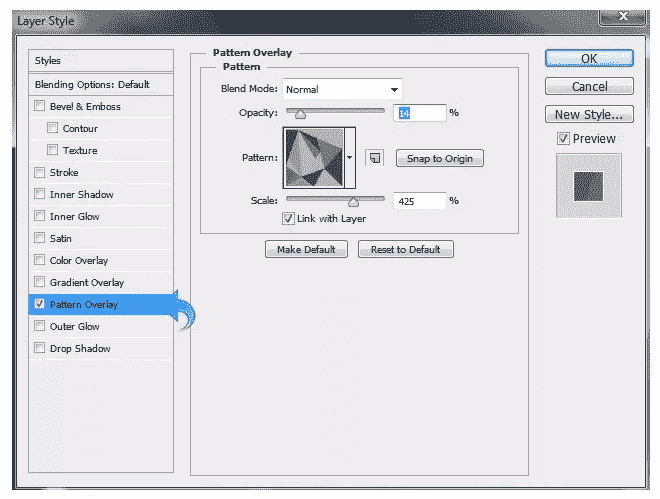 Layer Style
X
Styles
Blending Options: Default
Bevel & Emboss
Contour
Texture
Stroke
Inner Shadow
Inner Glow
Satin
Color Overlay
Gradient Overlay
Pattern Overlay
Outer Glow
Drop Shadow
Pattern Overlay
Pattern
Blend Mode: Normal
Opacity: 14 %
Pattern: Snap to Origin
Scale: 425 %
Link with Layer
Make Default Reset to Default
OK
Cancel
New Style...
Preview